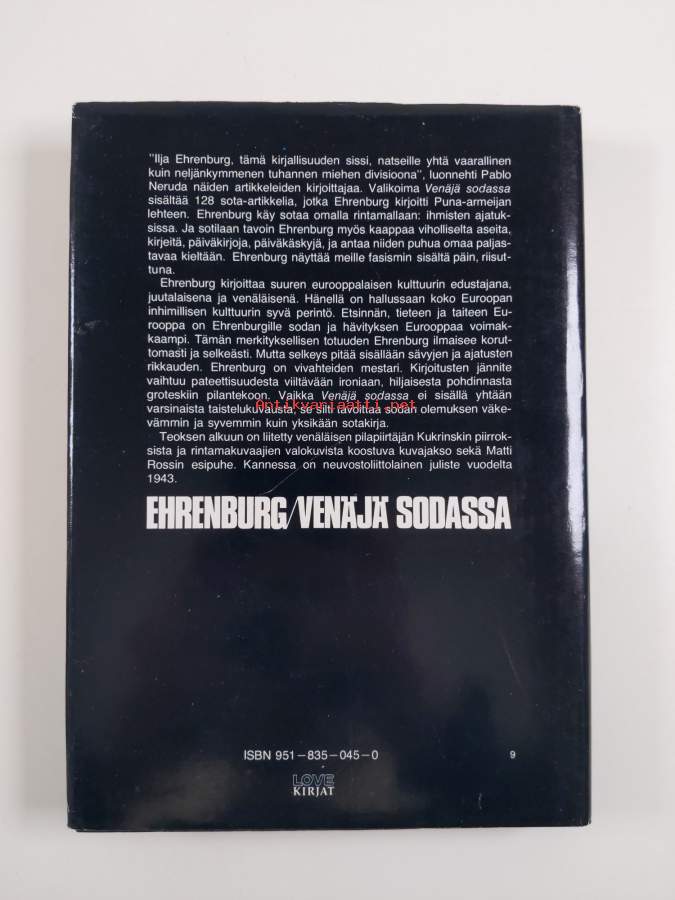 "Ilja Ehrenburg, tämä kirjallisuuden sissi, natseille yhtä vaarallinen
kuin neljänkymmenen tuhannen miehen divisioona", luonnehti Pablo
Neruda näiden artikkeleiden kirjoittajaa. Valikoima Venäjä sodassa
sisältää 128 sota-artikkelia, jotka Ehrenburg kirjoitti Puna-armeijan
lehteen. Ehrenburg käy sotaa omalla rintamallaan: ihmisten ajatuk-
sissa. Ja sotilaan tavoin Ehrenburg myös kaappaa viholliselta aseita,
kirjeitä, päiväkirjoja, päiväkäskyjä, ja antaa niiden puhua omaa paljas-
tavaa kieltään. Ehrenburg näyttää meille fasismin sisältä päin, riisut-
tuna.
Ehrenburg kirjoittaa suuren eurooppalaisen kulttuurin edustajana,
juutalaisena ja venäläisenä. Hänellä on hallussaan koko Euroopan
inhimillisen kulttuurin syvä perintö. Etsinnän, tieteen ja taiteen Eu-
rooppa on Ehrenburgille sodan ja hävityksen Eurooppaa voimak-
kaampi. Tämän merkityksellisen totuuden Ehrenburg ilmaisee korut-
tomasti ja selkeästi. Mutta selkeys pitää sisällään sävyjen ja ajatusten
rikkauden. Ehrenburg on vivahteiden mestari. Kirjoitusten jännite
vaihtuu pateettisuudesta viiltävään ironiaan, hiljaisesta pohdinnasta
groteskiin pilantekoon. Vaikka Venäjä sodassa ei sisällä yhtään
Antikvariaatti.net
varsinaista taistelukuvausta, se silti tavoittaa sodan olemuksen väke-
vämmin ja syvemmin kuin yksikään sotakirja.
Teoksen alkuun on liitetty venäläisen pilapiirtäjän Kukrinskin piirrok-
sista ja rintamakuvaajien valokuvista koostuva kuvajakso sekä Matti
Rossin esipuhe. Kannessa on neuvostoliittolainen juliste vuodelta
1943.
EHRENBURG/VENÄJÄ SODASSA
ISBN 951-835-045-0 9
LOVE
KIRJAT